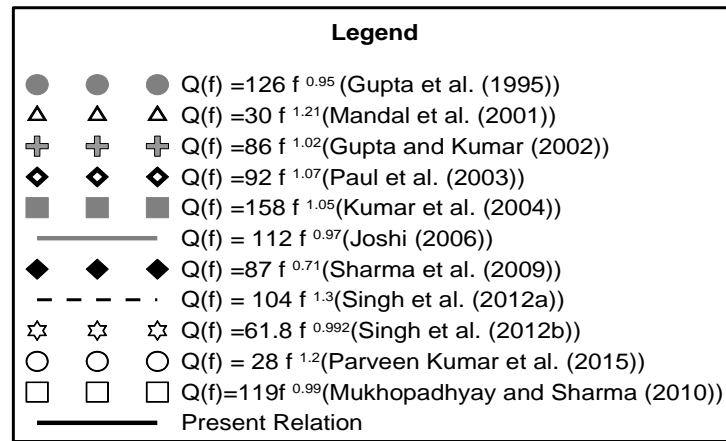 Legend
Q(f) =126 f 0.95 (Gupta et al. (1995))
Q(f) =30 f 1.21(Mandal et al. (2001))
Q(f) =86 f 1.02(Gupta and Kumar (2002))
Q(f) =92 f 1.07(Paul et al. (2003))
Q(f) =158 f 1.05(Kumar et al. (2004))
Q(f) = 112 f 0.97(Joshi (2006))
Q(f) =87 f 0.71(Sharma et al. (2009))
Q(f) = 104 f 1.3(Singh et al. (2012a))
Q(f) =61.8 f 0.992(Singh et al. (2012b))
Q(f) = 28 f 1.2(Parveen Kumar et al. (2015))
Q(f)=119f 0.99(Mukhopadhyay and Sharma (2010))
Present Relation